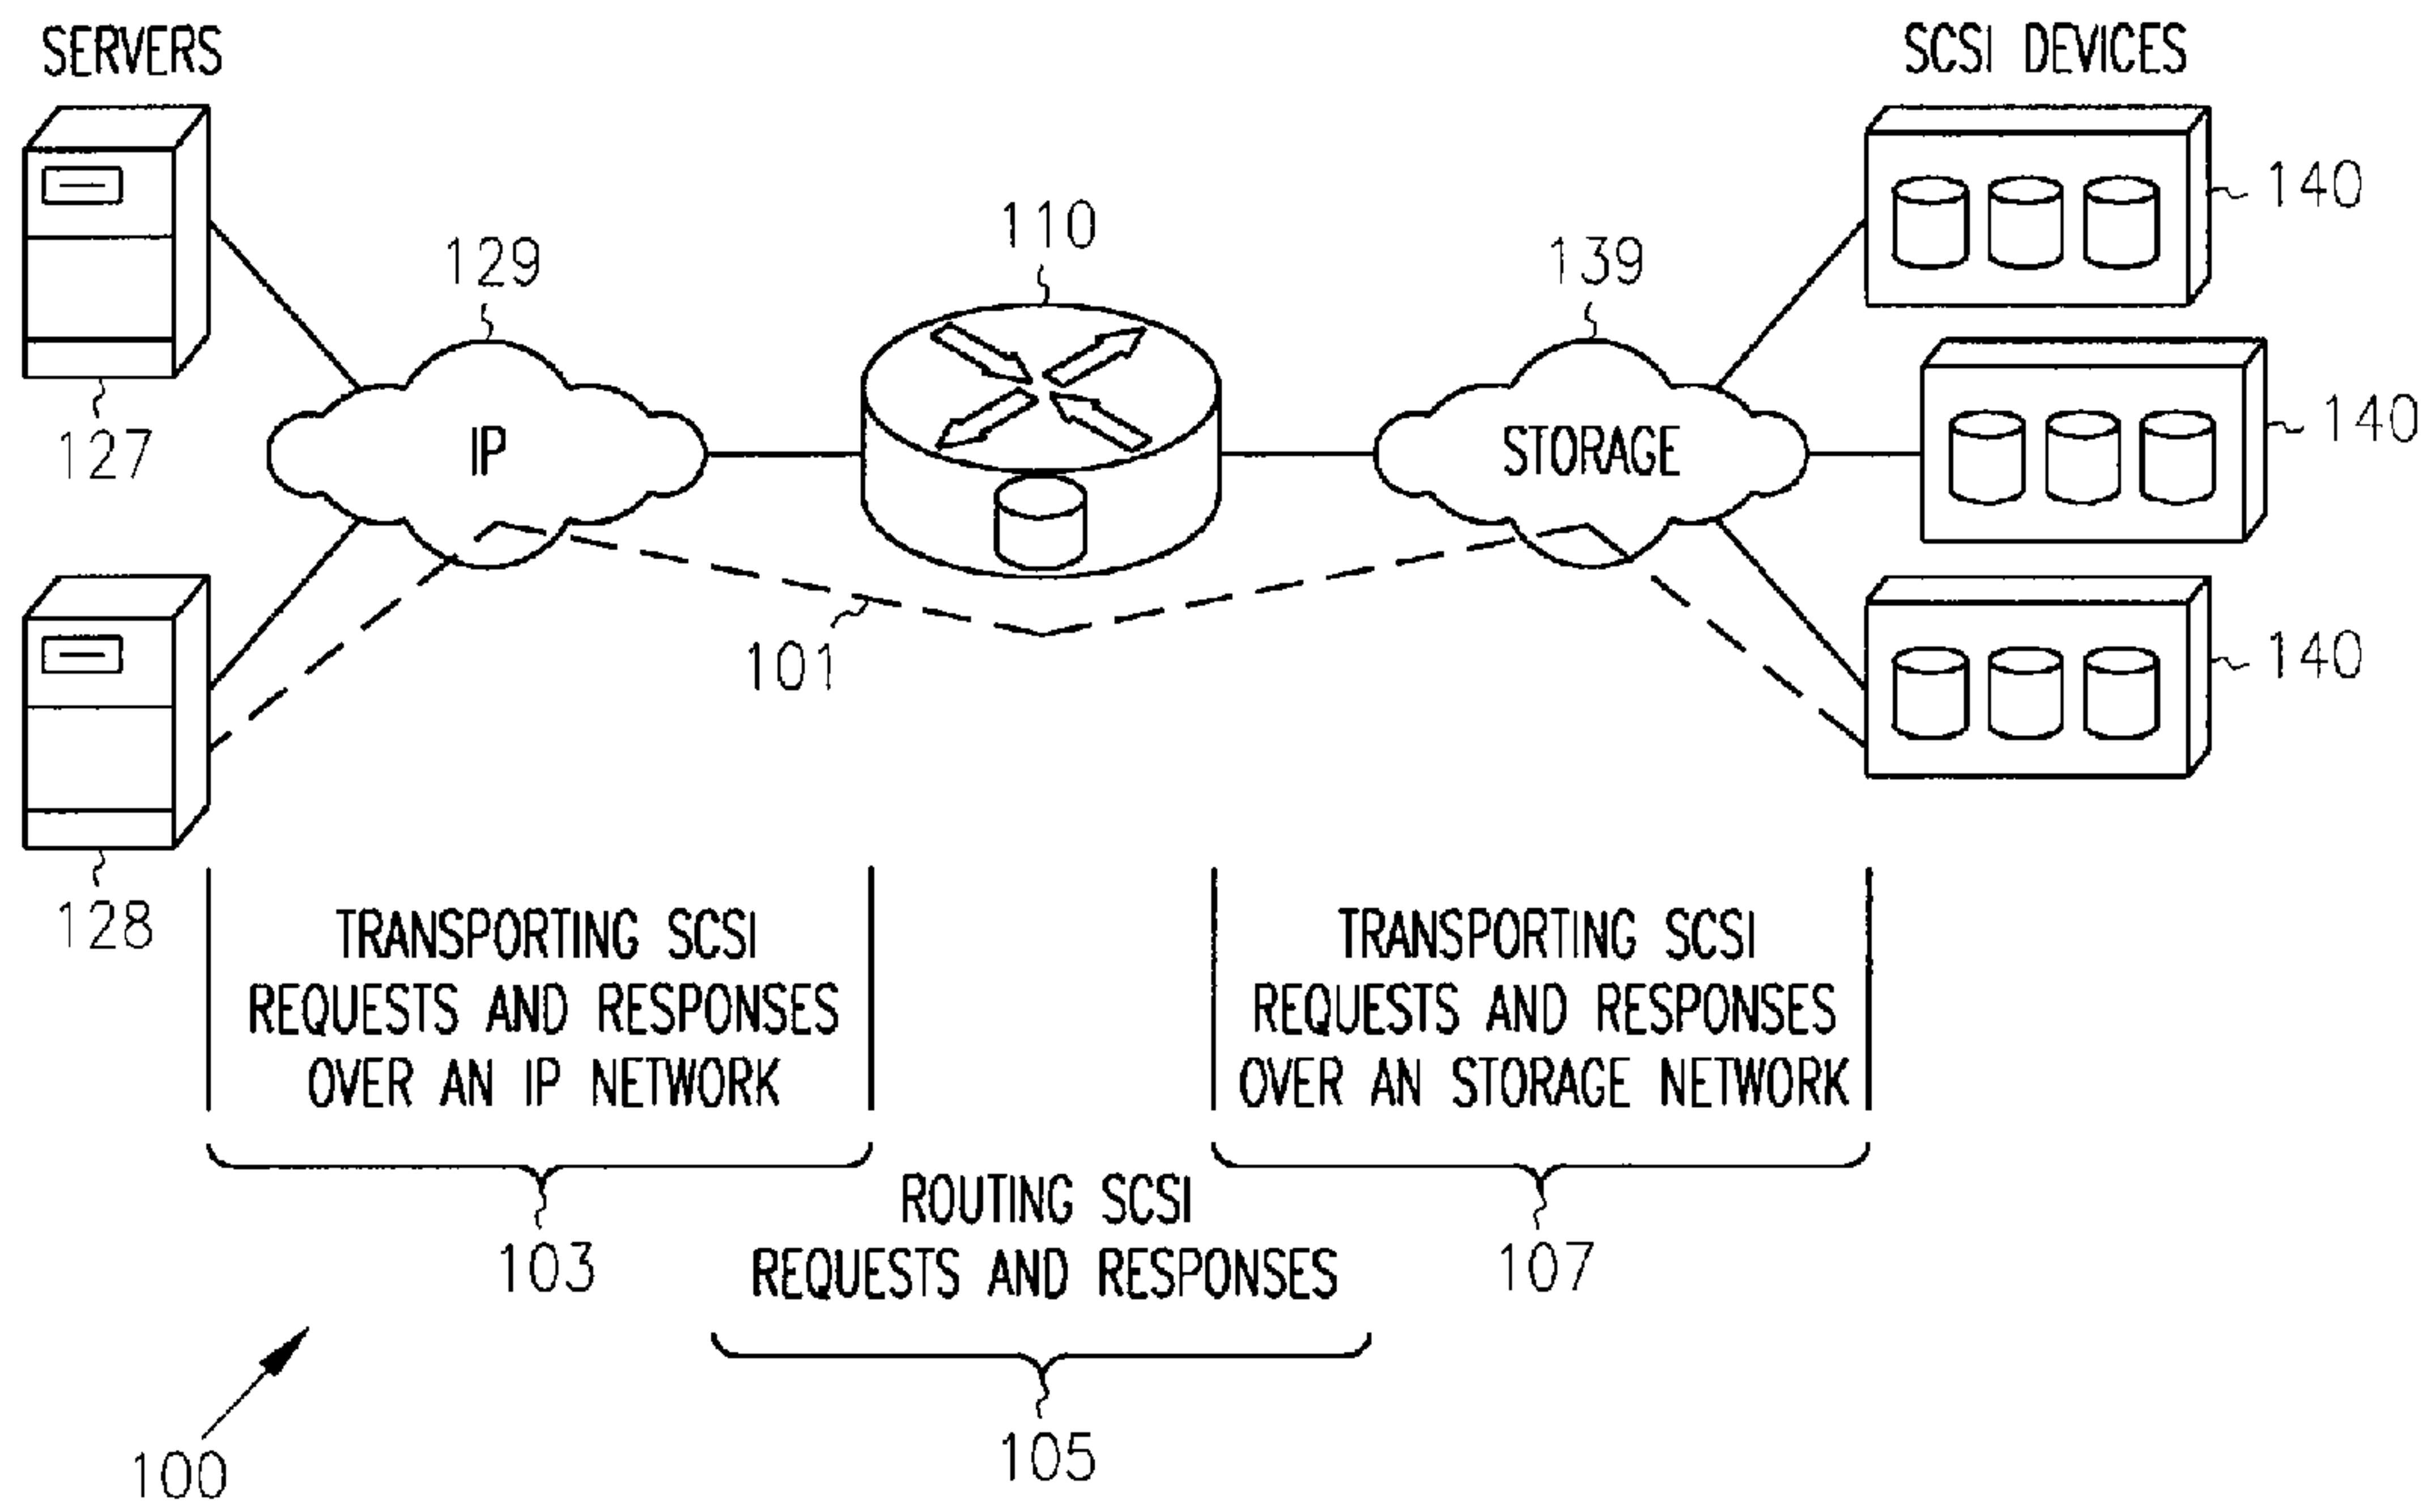 SERVERS
SCSI DEVICES
140
110
129
139
140
127
IP
STORAGE
101
140
128
TRANSPORTING SCSI
REQUESTS AND RESPONSES
OVER AN IP NETWORK
TRANSPORTING SCSI
REQUESTS AND RESPONSES
OVER AN STORAGE NETWORK
ROUTING SCSI
REQUESTS AND RESPONSES
103
107
105
100